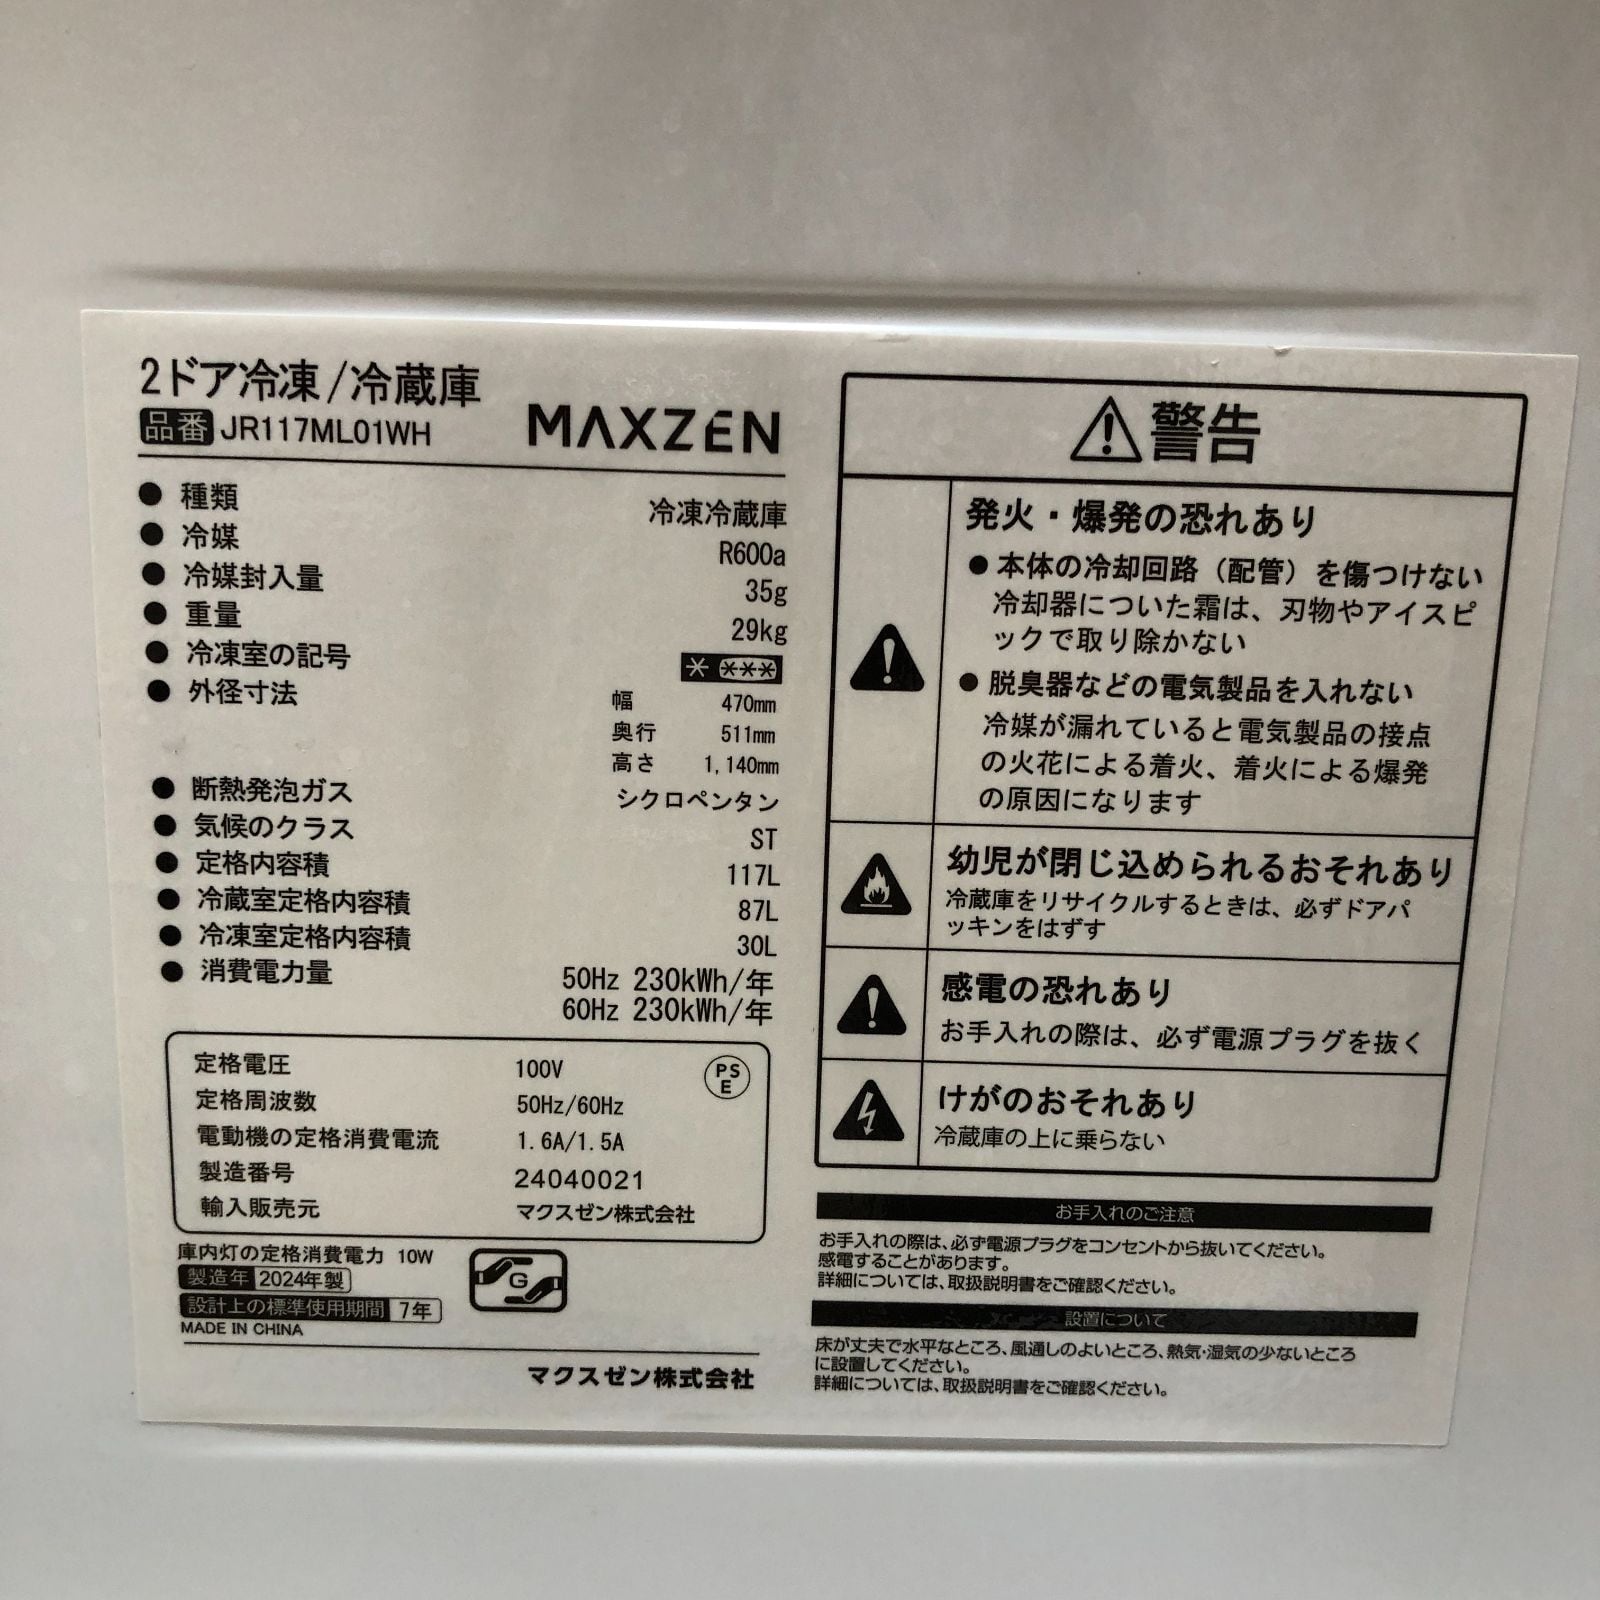 2ドア冷凍/冷蔵庫
品番 JR117ML01WH
MAXZEN
● 種類 冷凍冷蔵庫
● 冷媒 R600a
● 冷媒封入量 35g
● 重量 29kg
● 冷凍室の記号 * ***
● 外径寸法 幅 470mm
奥行 511mm
高さ 1,140mm
● 断熱発泡ガス シクロペンタン
● 気候のクラス ST
● 定格内容積 117L
● 冷蔵室定格内容積 87L
● 冷凍室定格内容積 30L
● 消費電力量 50Hz 230kWh/年
60Hz 230kWh/年
定格電圧 100V
PS
E
定格周波数 50Hz/60Hz
電動機の定格消費電流 1.6A/1.5A
製造番号 24040021
輸入販売元 マクスゼン株式会社
庫内灯の定格消費電力 10W
製造年 2024年製
設計上の標準使用期間 7年
MADE IN CHINA
G
マクスゼン株式会社
警告
発火・爆発の恐れあり
● 本体の冷却回路（配管）を傷つけない
冷却器についた霜は、刃物やアイスピ
ックで取り除かない
● 脱臭器などの電気製品を入れない
冷媒が漏れていると電気製品の接点
の火花による着火、着火による爆発
の原因になります
幼児が閉じ込められるおそれあり
冷蔵庫をリサイクルするときは、必ずドアパ
ッキンをはずす
感電の恐れあり
お手入れの際は、必ず電源プラグを抜く
けがのおそれあり
冷蔵庫の上に乗らない
お手入れのご注意
お手入れの際は、必ず電源プラグをコンセントから抜いてください。
感電することがあります。
詳細については、取扱説明書をご確認ください。
設置について
床が丈夫で水平なところ、風通しのよいところ、熱気・湿気の少ないところ
に設置してください。
詳細については、取扱説明書をご確認ください。